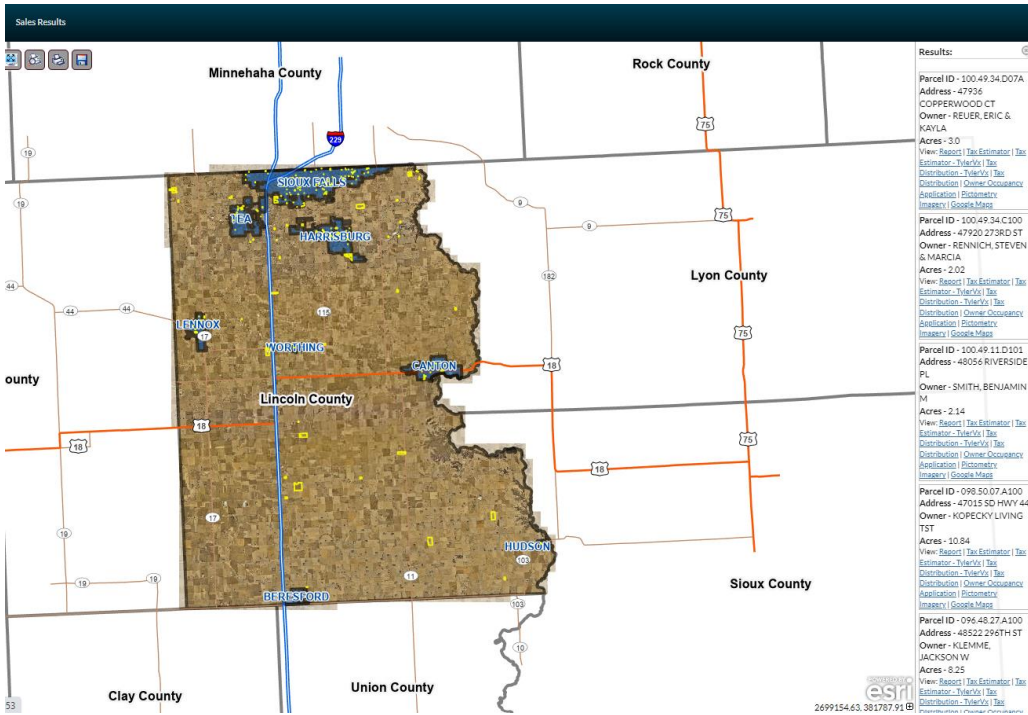 Sales Results
Minnehaha County
Rock County
229
75
19
19
SIOUX FALLS
TEA
HARRISBURG
75
9
9
Lyon County
182
44
44
44
115
LENNOX
17
WORTHING
75
CANTON
18
ounty
Lincoln County
18
18
75
18
17
19
HUDSON
103
Sioux County
19
19
11
BERESFORD
103
10
Clay County
Union County
53
POWERED BY
esri
2699154.63, 381787.91
Results:
Parcel ID - 100.49.34.D07A
Address - 47936
COPPERWOOD CT
Owner - REUER, ERIC &
KAYLA
Acres - 3.0
View: Report | Tax Estimator | Tax
Estimator - TylerVx | Tax
Distribution - TylerVx | Tax
Distribution | Owner Occupancy
Application | Pictometry
Imagery | Google Maps
Parcel ID - 100.49.34.C100
Address - 47920 273RD ST
Owner - RENNICH, STEVEN
& MARCIA
Acres - 2.02
View: Report | Tax Estimator | Tax
Estimator - TylerVx | Tax
Distribution - TylerVx | Tax
Distribution | Owner Occupancy
Application | Pictometry
Imagery | Google Maps
Parcel ID - 100.49.11.D101
Address - 48056 RIVERSIDE
PL
Owner - SMITH, BENJAMIN
M
Acres - 2.14
View: Report | Tax Estimator | Tax
Estimator - TylerVx | Tax
Distribution - TylerVx | Tax
Distribution | Owner Occupancy
Application | Pictometry
Imagery | Google Maps
Parcel ID - 098.50.07.A100
Address - 47015 SD HWY 44
Owner - KOPECKY LIVING
TST
Acres - 10.84
View: Report | Tax Estimator | Tax
Estimator - TylerVx | Tax
Distribution - TylerVx | Tax
Distribution | Owner Occupancy
Application | Pictometry
Imagery | Google Maps
Parcel ID - 096.48.27.A100
Address - 48522 296TH ST
Owner - KLEMME,
JACKSON W
Acres - 8.25
View: Report | Tax Estimator | Tax
Estimator - TylerVx | Tax
Distribution - TylerVx | Tax
Distribution | Owner Occupancy